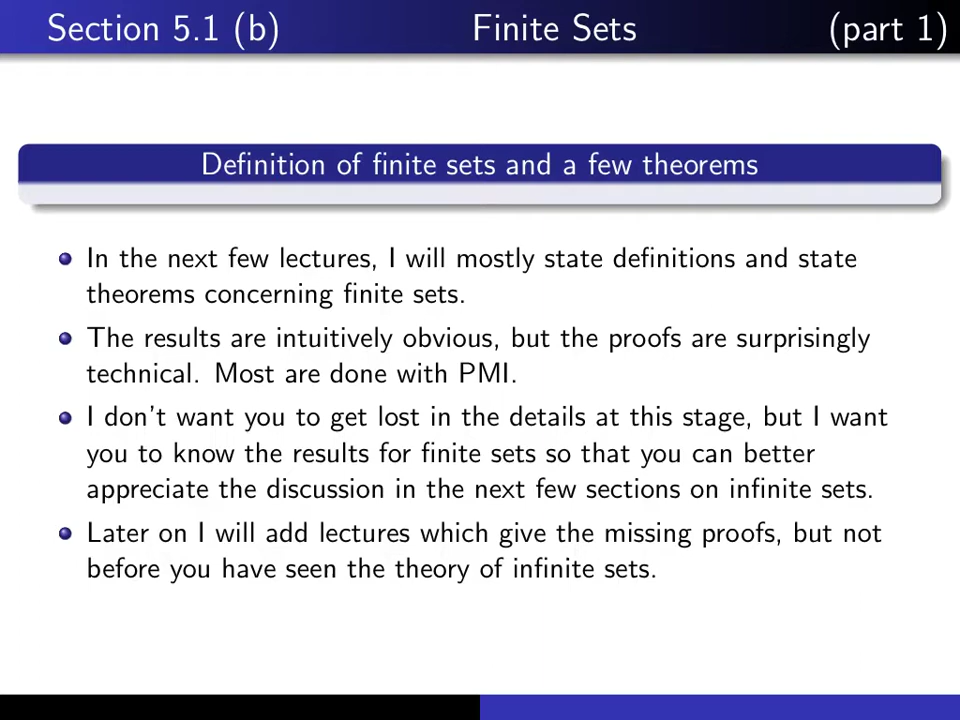 Section 5.1 (b) Finite Sets (part 1)
Definition of finite sets and a few theorems
In the next few lectures, I will mostly state definitions and state
theorems concerning finite sets.
The results are intuitively obvious, but the proofs are surprisingly
technical. Most are done with PMI.
I don't want you to get lost in the details at this stage, but I want
you to know the results for finite sets so that you can better
appreciate the discussion in the next few sections on infinite sets.
Later on I will add lectures which give the missing proofs, but not
before you have seen the theory of infinite sets.